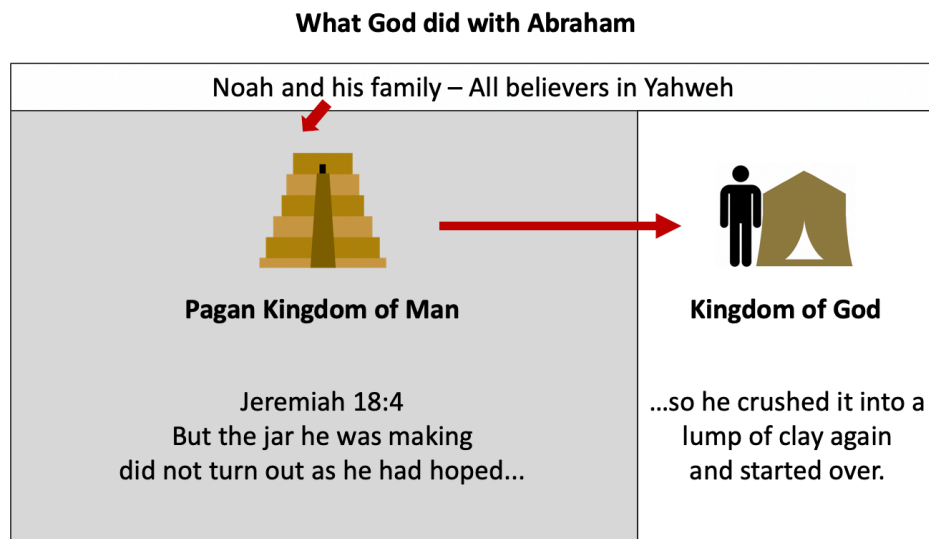 What God did with Abraham
Noah and his family – All believers in Yahweh
Pagan Kingdom of Man
Kingdom of God
Jeremiah 18:4
But the jar he was making
did not turn out as he had hoped...
...so he crushed it into a
lump of clay again
and started over.